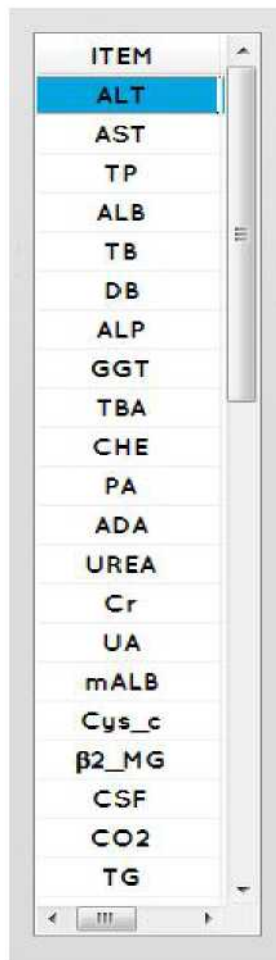 ITEM
ALT
AST
TP
ALB
TB
DB
ALP
GGT
TBA
CHE
PA
ADA
UREA
Cr
UA
mALB
Cys_c
β2_MG
CSF
CO2
TG